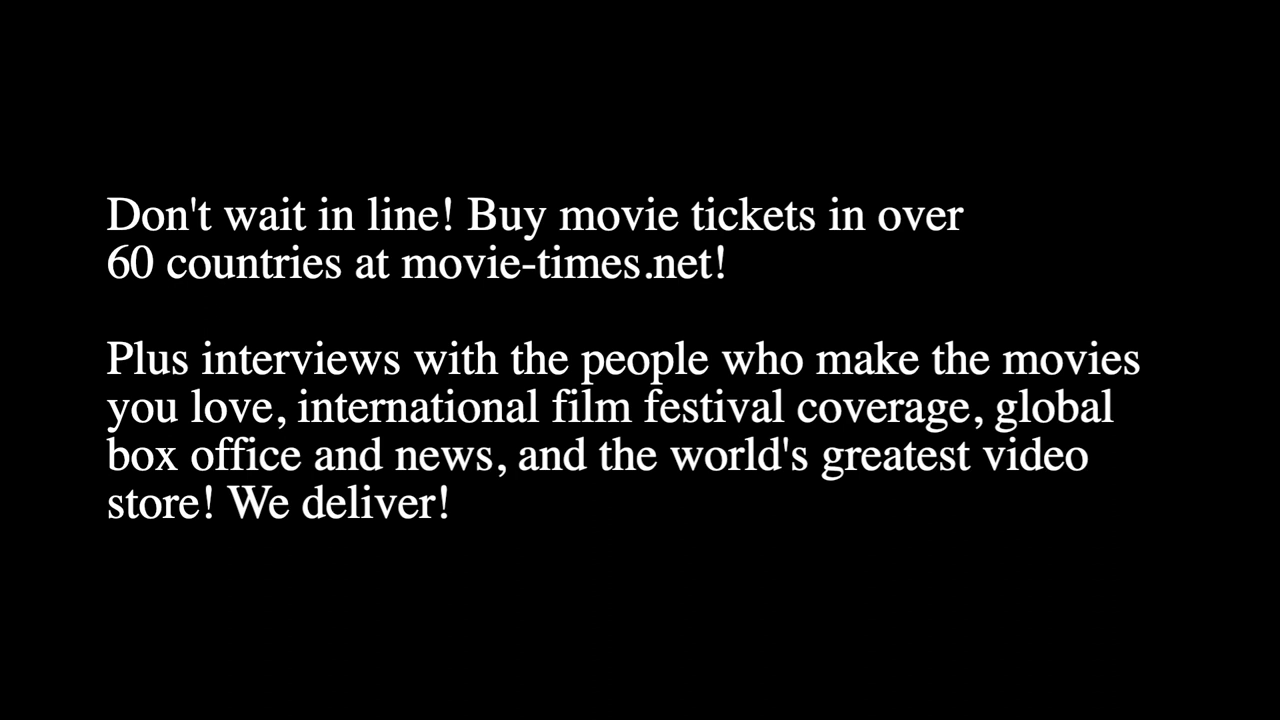 Don't wait in line! Buy movie tickets in over
60 countries at movie-times.net!
Plus interviews with the people who make the movies
you love, international film festival coverage, global
box office and news, and the world's greatest video
store! We deliver!